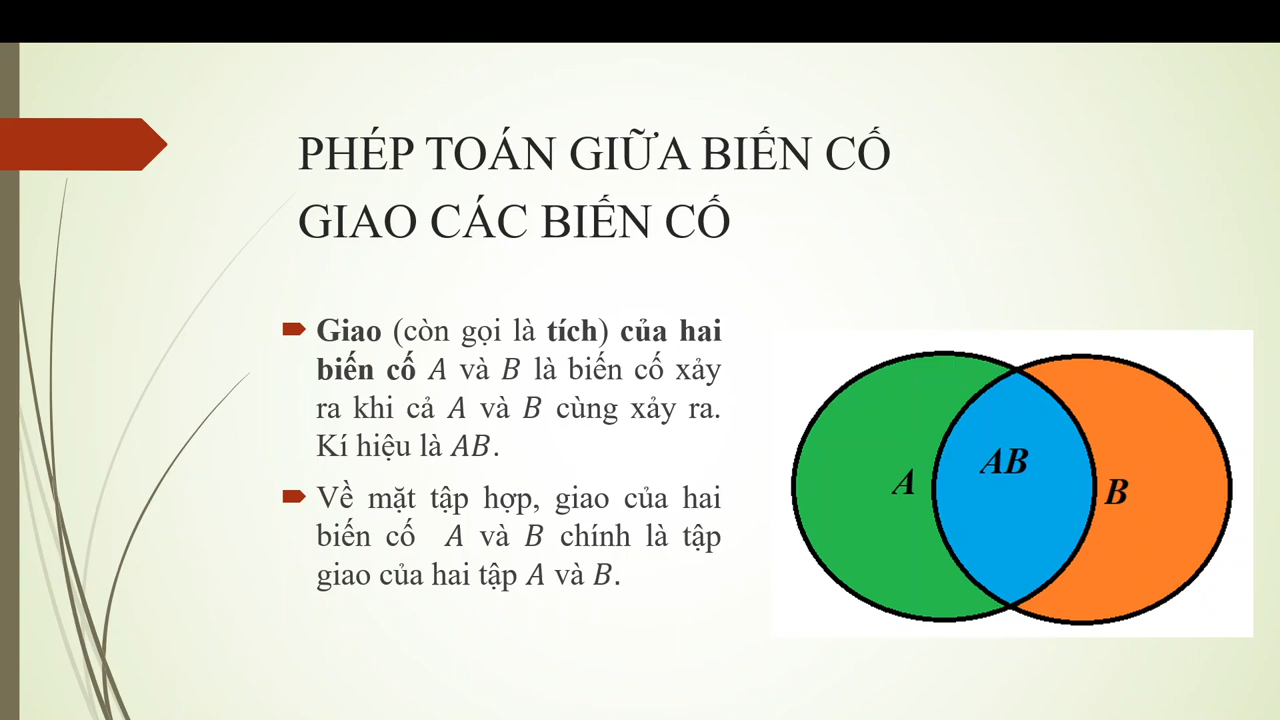 PHÉP TOÁN GIỮA BIẾN CỐ
GIAO CÁC BIẾN CỐ
Giao (còn gọi là tích) của hai
biến cố A và B là biến cố xảy
ra khi cả A và B cùng xảy ra.
Kí hiệu là AB.
Về mặt tập hợp, giao của hai
biến cố A và B chính là tập
giao của hai tập A và B.
A
AB
B